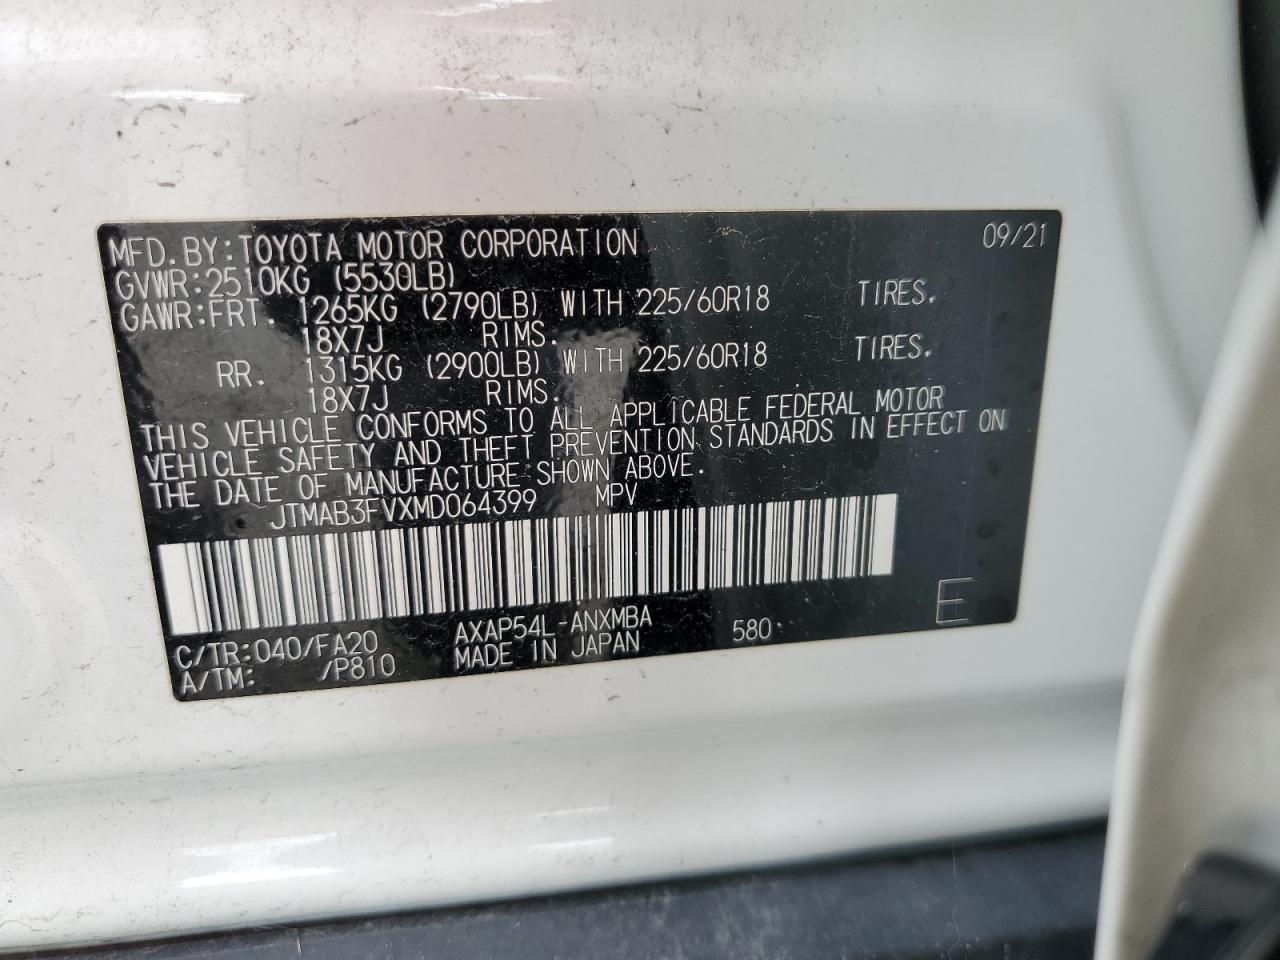 MFD.BY:TOYOTA MOTOR CORPORATION 09/21
GVWR:2510KG (5530LB)
GAWR:FRT. 1265KG (2790LB) WITH 225/60R18 TIRES.
18X7J RIMS.
RR. 1315KG (2900LB) WITH 225/60R18 TIRES.
18X7J RIMS.
THIS VEHICLE CONFORMS TO ALL APPLICABLE FEDERAL MOTOR
VEHICLE SAFETY AND THEFT PREVENTION STANDARDS IN EFFECT ON
THE DATE OF MANUFACTURE SHOWN ABOVE.
JTMAB3FVXMD064399 MPV
C/TR:040/FA20 AXAP54L-ANXMBA 580 E
A/TM: /P810 MADE IN JAPAN